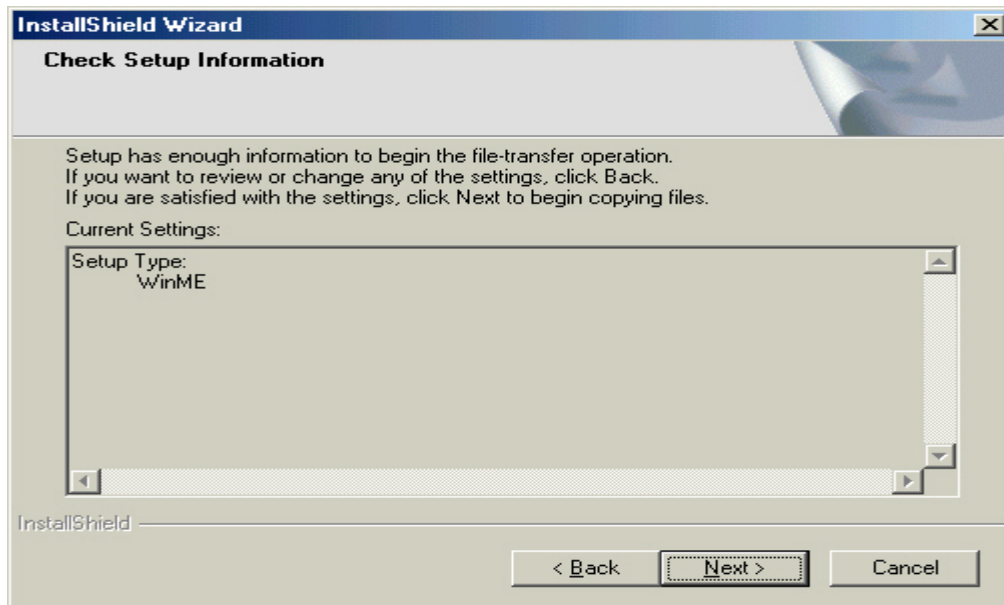 InstallShield Wizard
Check Setup Information
Setup has enough information to begin the file-transfer operation.
If you want to review or change any of the settings, click Back.
If you are satisfied with the settings, click Next to begin copying files.
Current Settings:
Setup Type:
WinME
InstallShield
< Back Next > Cancel